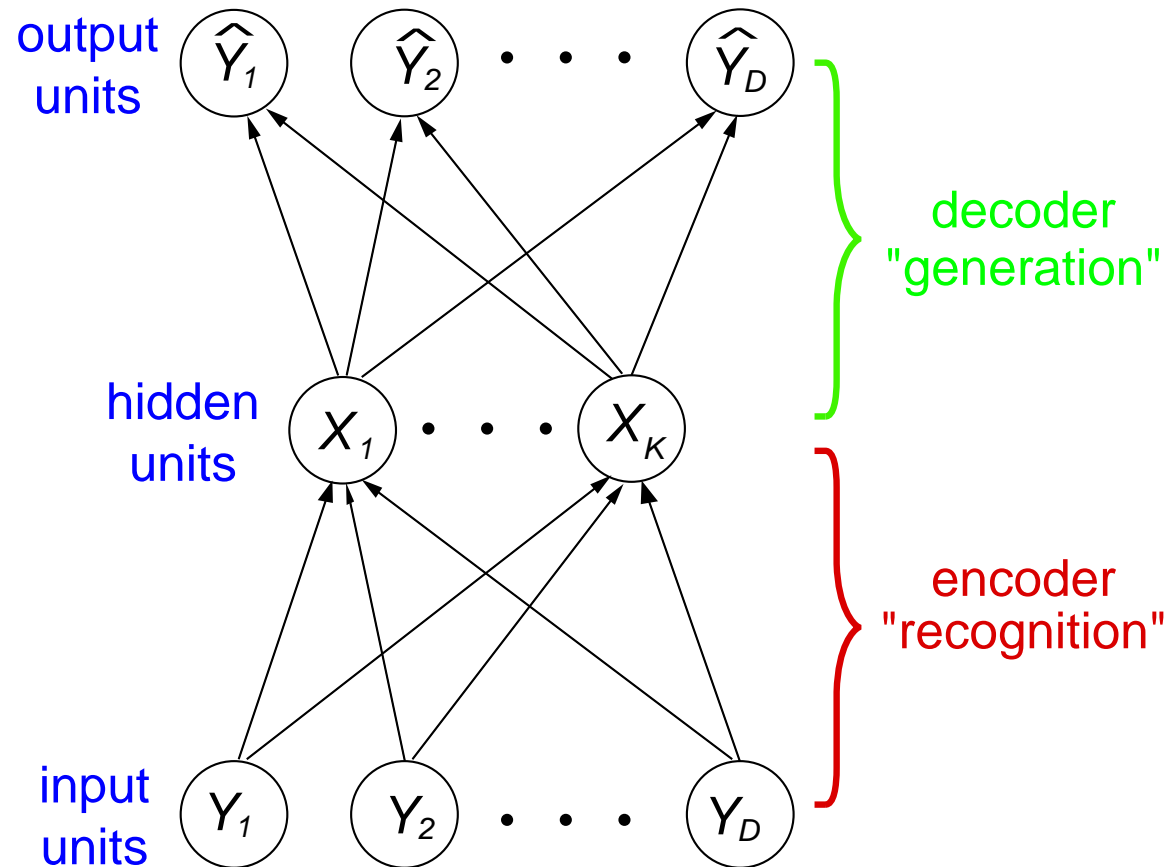 output
units
Ŷ1 Ŷ2 . . . ŶD
decoder
"generation"
hidden
units
X1 . . . XK
encoder
"recognition"
input
units
Y1 Y2 . . . YD